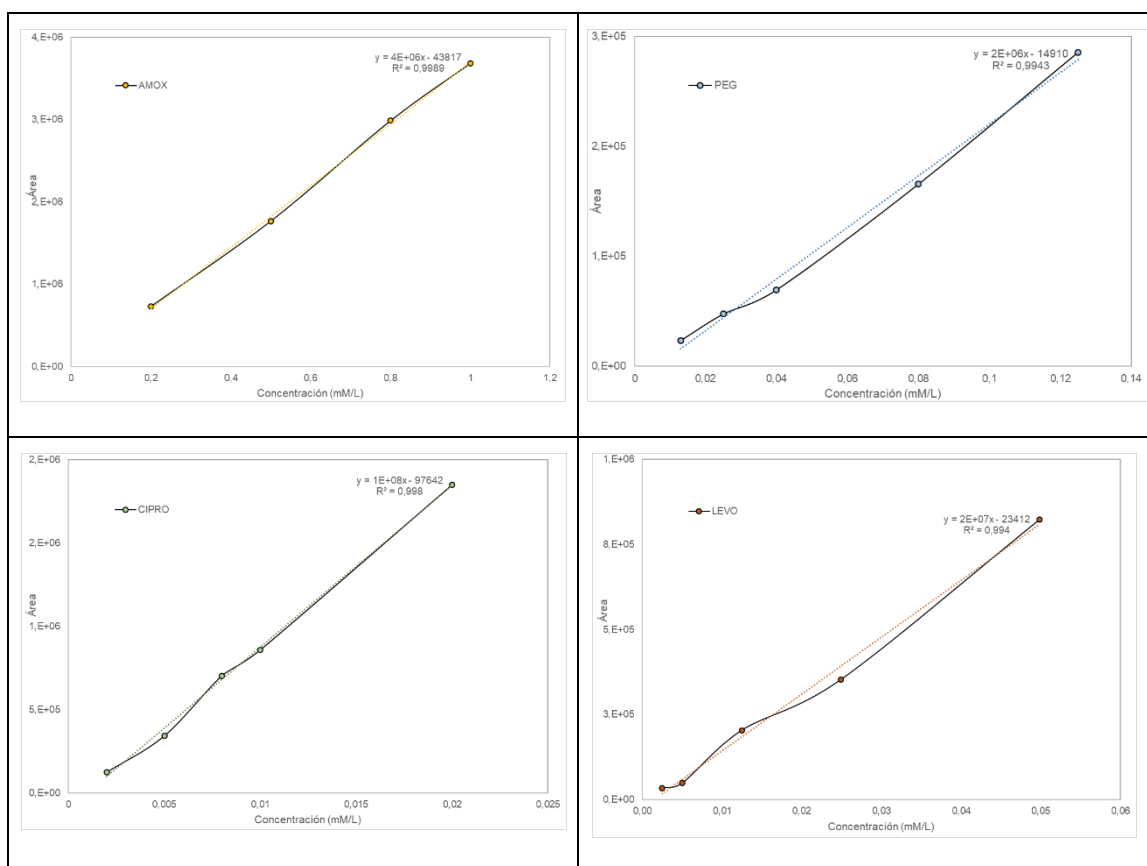 4,E+06
y = 4E+06x - 43817
R² = 0,9989
AMOX
3,E+06
2,E+06
Área
1,E+06
0,E+00
0
0,2
0,4
0,6
0,8
1
1,2
Concentración (mM/L)
3,E+05
y = 2E+06x - 14910
R² = 0,9943
PEG
2,E+05
Área
1,E+05
0,E+00
0
0,02
0,04
0,06
0,08
0,1
0,12
0,14
Concentración (mM/L)
2,E+06
y = 1E+08x - 97642
R² = 0,998
CIPRO
2,E+06
1,E+06
Área
5,E+05
0,E+00
0
0,005
0,01
0,015
0,02
0,025
Concentración (mM/L)
1,E+06
y = 2E+07x - 23412
R² = 0,994
LEVO
8,E+05
5,E+05
Área
3,E+05
0,E+00
0,00
0,01
0,02
0,03
0,04
0,05
0,06
Concentración (mM/L)